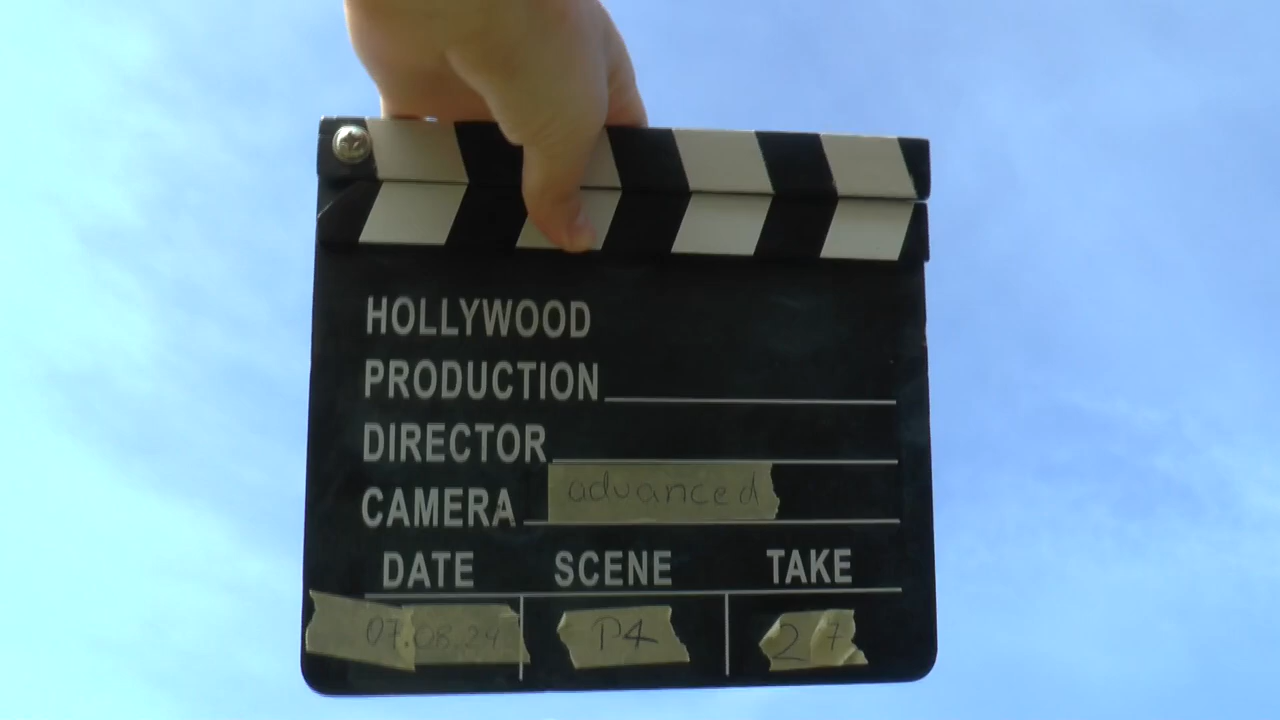 HOLLYWOOD
PRODUCTION
DIRECTOR
CAMERA advanced
DATE SCENE TAKE
07.08.24 P4 27